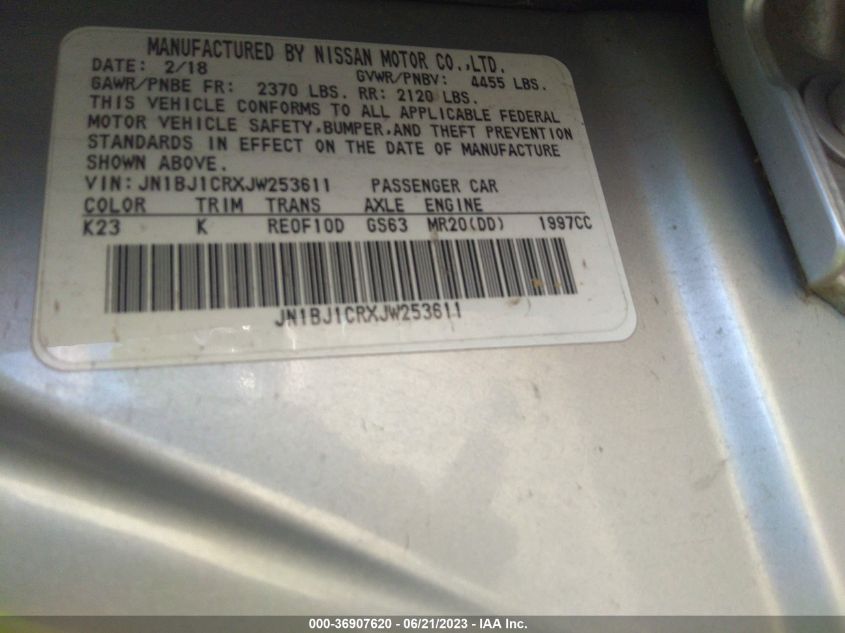 MANUFACTURED BY NISSAN MOTOR CO.,LTD.
DATE: 2/18 GVWR/PNBV: 4455 LBS.
GAWR/PNBE FR: 2370 LBS. RR: 2120 LBS.
THIS VEHICLE CONFORMS TO ALL APPLICABLE FEDERAL
MOTOR VEHICLE SAFETY,BUMPER,AND THEFT PREVENTION
STANDARDS IN EFFECT ON THE DATE OF MANUFACTURE
SHOWN ABOVE.
VIN: JN1BJ1CRXJW253611 PASSENGER CAR
COLOR TRIM TRANS AXLE ENGINE
K23 K RE0F10D GS63 MR20(DD) 1997CC
JN1BJ1CRXJW253611
000-36907620 - 06/21/2023 - IAA Inc.